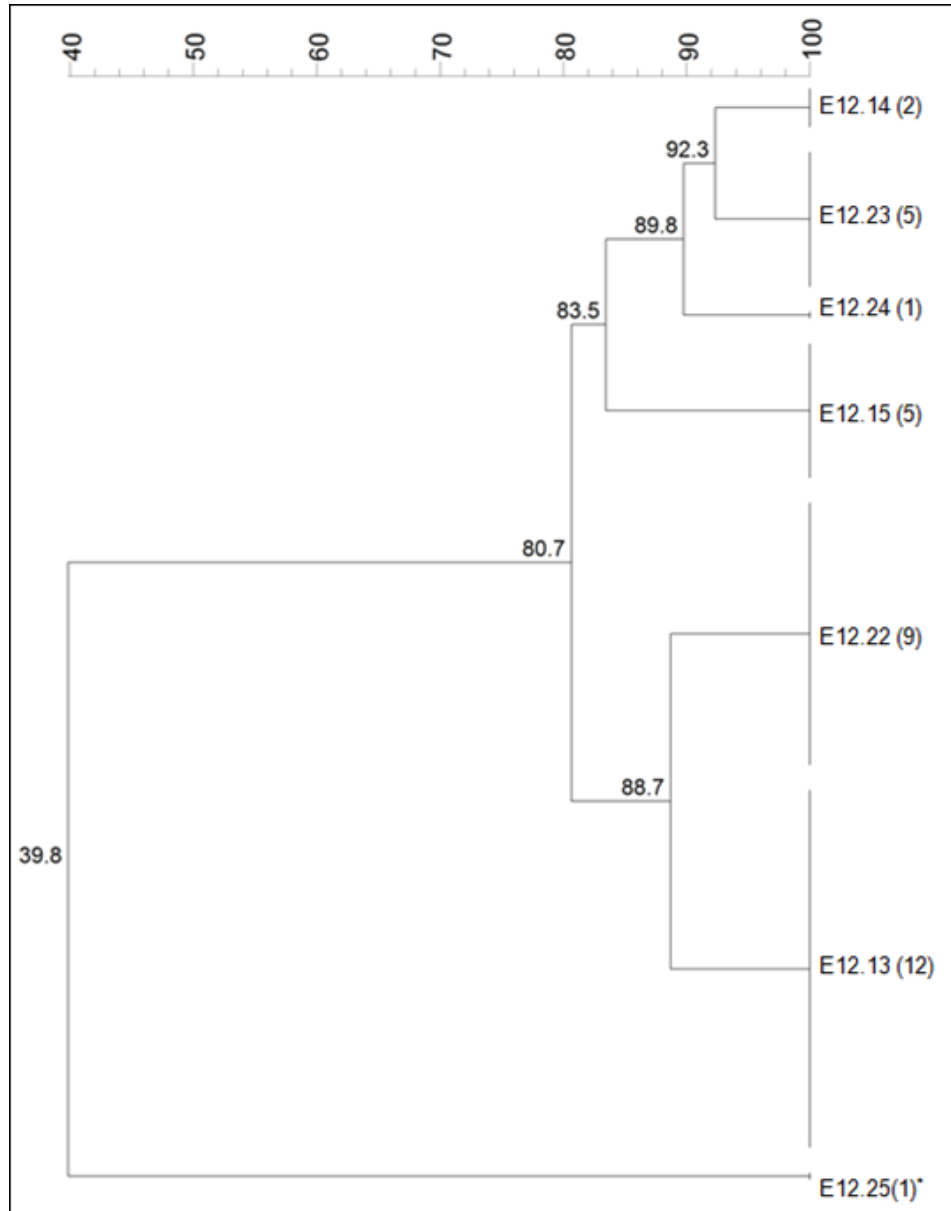 40 50 60 70 80 90 100
E12.14 (2)
92.3
E12.23 (5)
89.8
E12.24 (1)
83.5
E12.15 (5)
80.7
E12.22 (9)
88.7
39.8
E12.13 (12)
E12.25(1)*